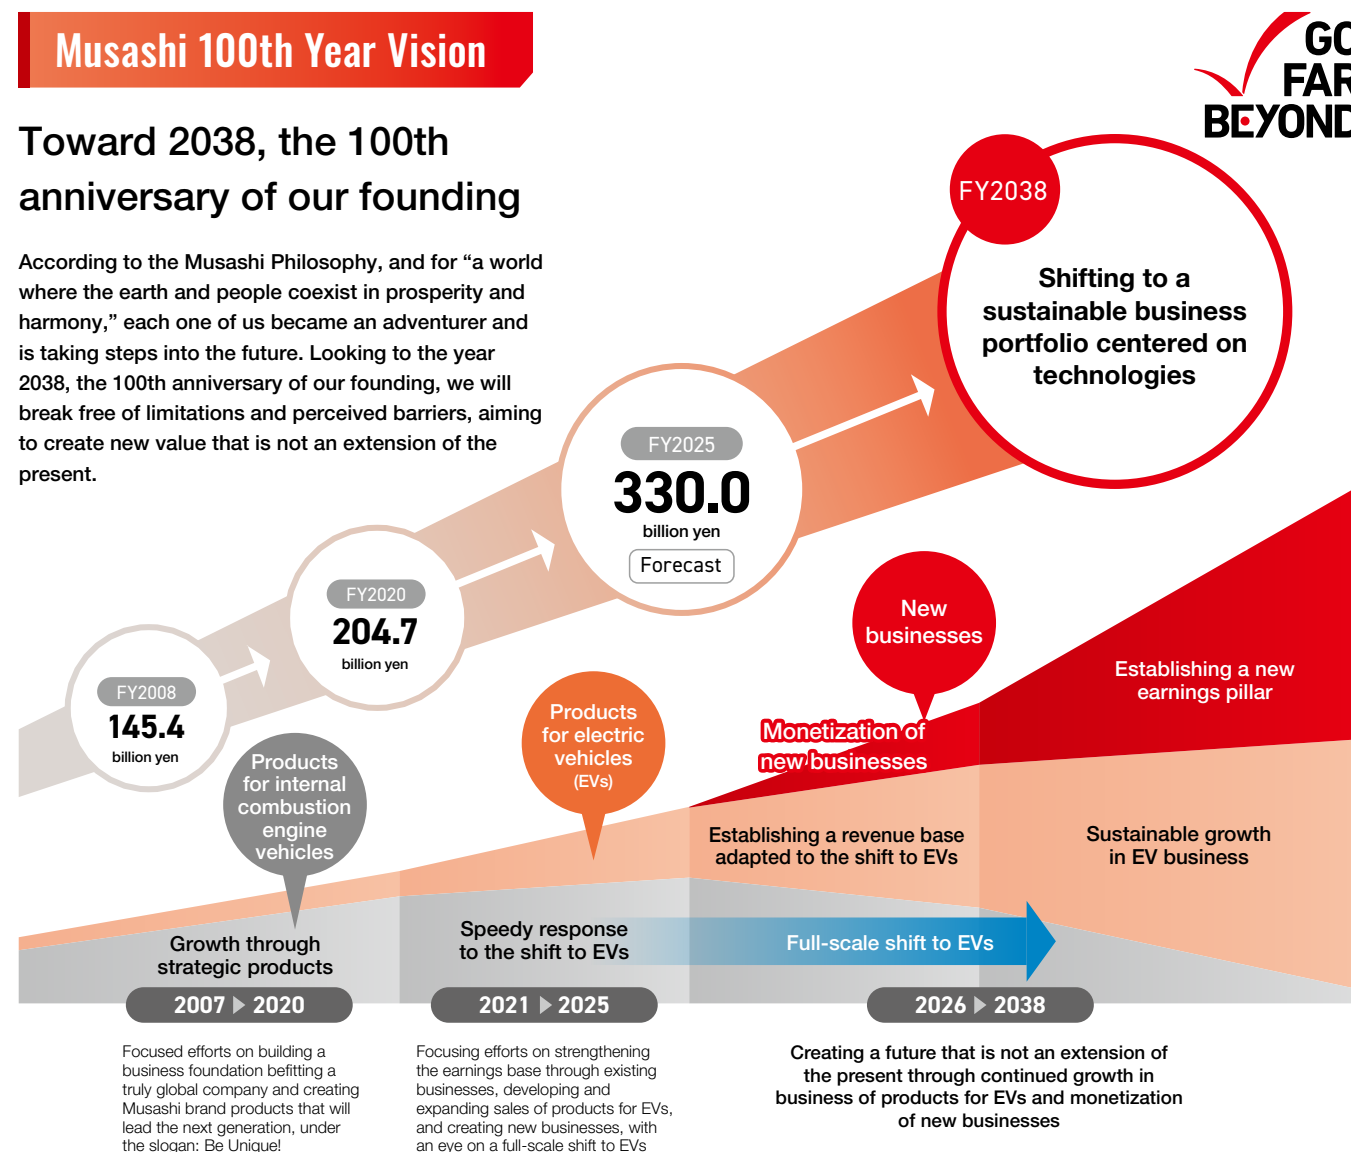 Musashi 100th Year Vision
GO
FAR
BEYOND
Toward 2038, the 100th
anniversary of our founding
According to the Musashi Philosophy, and for “a world
where the earth and people coexist in prosperity and
harmony,” each one of us became an adventurer and
is taking steps into the future. Looking to the year
2038, the 100th anniversary of our founding, we will
break free of limitations and perceived barriers, aiming
to create new value that is not an extension of the
present.
FY2038
Shifting to a
sustainable business
portfolio centered on
technologies
FY2025
330.0
billion yen
Forecast
FY2020
204.7
billion yen
FY2008
145.4
billion yen
Products
for internal
combustion
engine
vehicles
Products
for electric
vehicles
(EVs)
New
businesses
Monetization of
new businesses
Establishing a new
earnings pillar
Establishing a revenue base
adapted to the shift to EVs
Sustainable growth
in EV business
Growth through
strategic products
Speedy response
to the shift to EVs
Full-scale shift to EVs
2007 ▶ 2020
2021 ▶ 2025
2026 ▶ 2038
Focused efforts on building a
business foundation befitting a
truly global company and creating
Musashi brand products that will
lead the next generation, under
the slogan: Be Unique!
Focusing efforts on strengthening
the earnings base through existing
businesses, developing and
expanding sales of products for EVs,
and creating new businesses, with
an eye on a full-scale shift to EVs
Creating a future that is not an extension of
the present through continued growth in
business of products for EVs and monetization
of new businesses